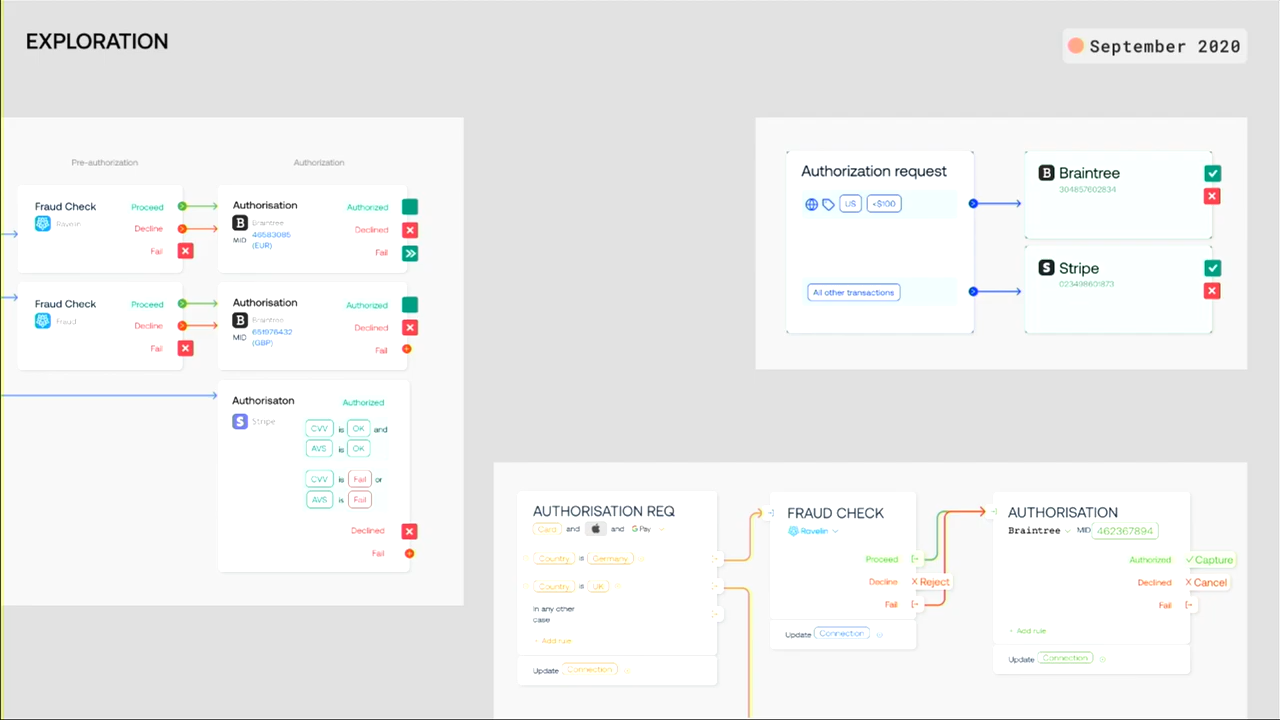 EXPLORATION
September 2020
Pre-authorization
Authorization
Fraud Check
Proceed
Ravelin
Decline
Fail
Authorisation
Authorized
Braintree
MID 46583085
(EUR)
Declined
Fail
Fraud Check
Proceed
Fraud
Decline
Fail
Authorisation
Authorized
Braintree
MID 651976432
(GBP)
Declined
Fail
Authorisaton
Authorized
Stripe
CVV is OK and
AVS is OK
CVV is Fail or
AVS is Fail
Declined
Fail
Authorization request
US <$100
All other transactions
Braintree
304857602834
Stripe
023498601873
AUTHORISATION REQ
Card and and G Pay
Country is Germany
Country is UK
In any other
case
+ Add rule
Update Connection
FRAUD CHECK
Ravelin
Proceed
Decline X Reject
Fail
Update Connection
AUTHORISATION
Braintree MID 462367894
Authorized Capture
Declined X Cancel
Fail
+ Add rule
Update Connection